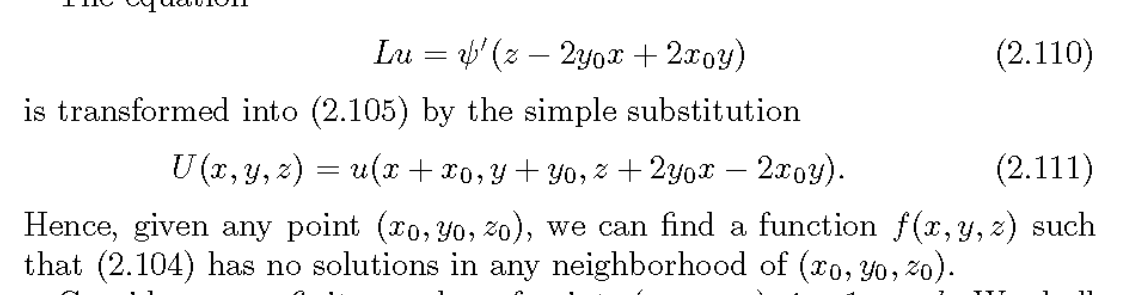 The equation
Lu = ψ′(z − 2y₀x + 2x₀y) (2.110)
is transformed into (2.105) by the simple substitution
U(x, y, z) = u(x + x₀, y + y₀, z + 2y₀x − 2x₀y). (2.111)
Hence, given any point (x₀, y₀, z₀), we can find a function f(x, y, z) such
that (2.104) has no solutions in any neighborhood of (x₀, y₀, z₀).